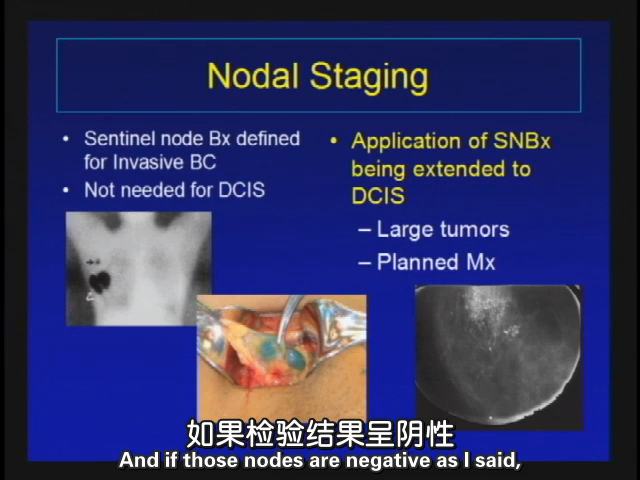 Nodal Staging
• Sentinel node Bx defined
for Invasive BC
• Not needed for DCIS
• Application of SNBx
being extended to
DCIS
– Large tumors
– Planned Mx
如果检验结果呈阴性
And if those nodes are negative as I said,